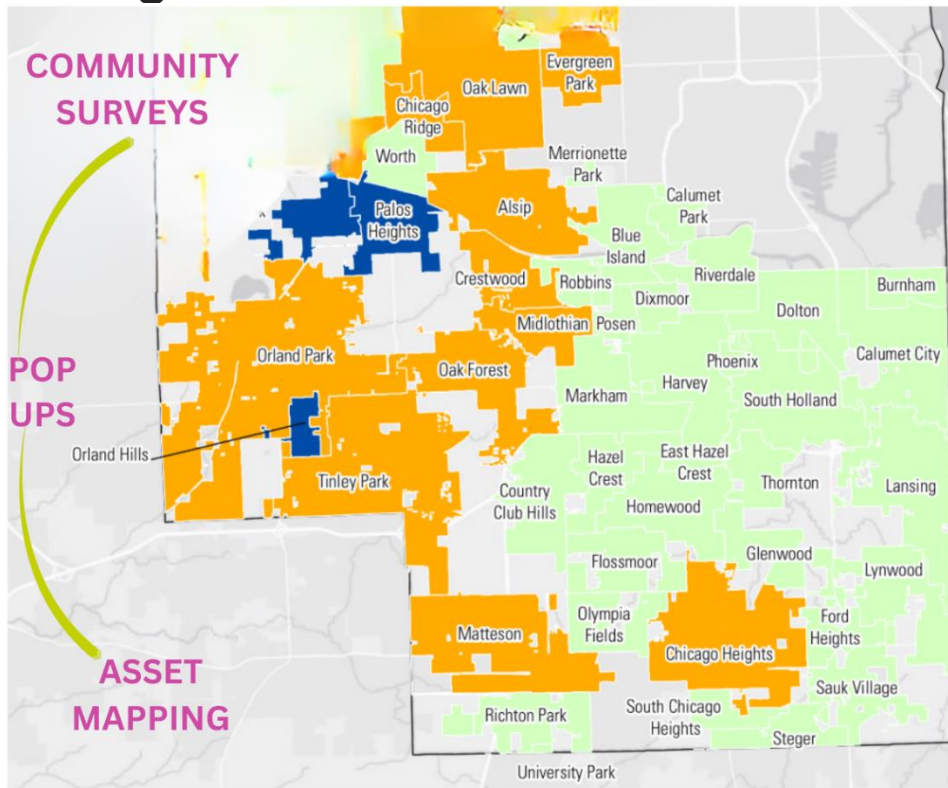 COMMUNITY
SURVEYS
POP
UPS
ASSET
MAPPING
Evergreen
Park
Oak Lawn
Chicago
Ridge
Worth
Merrionette
Park
Palos
Heights
Alsip
Calumet
Park
Blue
Island
Crestwood
Robbins
Riverdale
Burnham
Dixmoor
Dolton
Midlothian
Posen
Orland Park
Oak Forest
Phoenix
Calumet City
Harvey
Markham
South Holland
Orland Hills
Tinley Park
Hazel
Crest
East Hazel
Crest
Thornton
Lansing
Country
Club Hills
Homewood
Flossmoor
Glenwood
Lynwood
Olympia
Fields
Ford
Heights
Matteson
Chicago Heights
Sauk Village
Richton Park
South Chicago
Heights
Steger
University Park